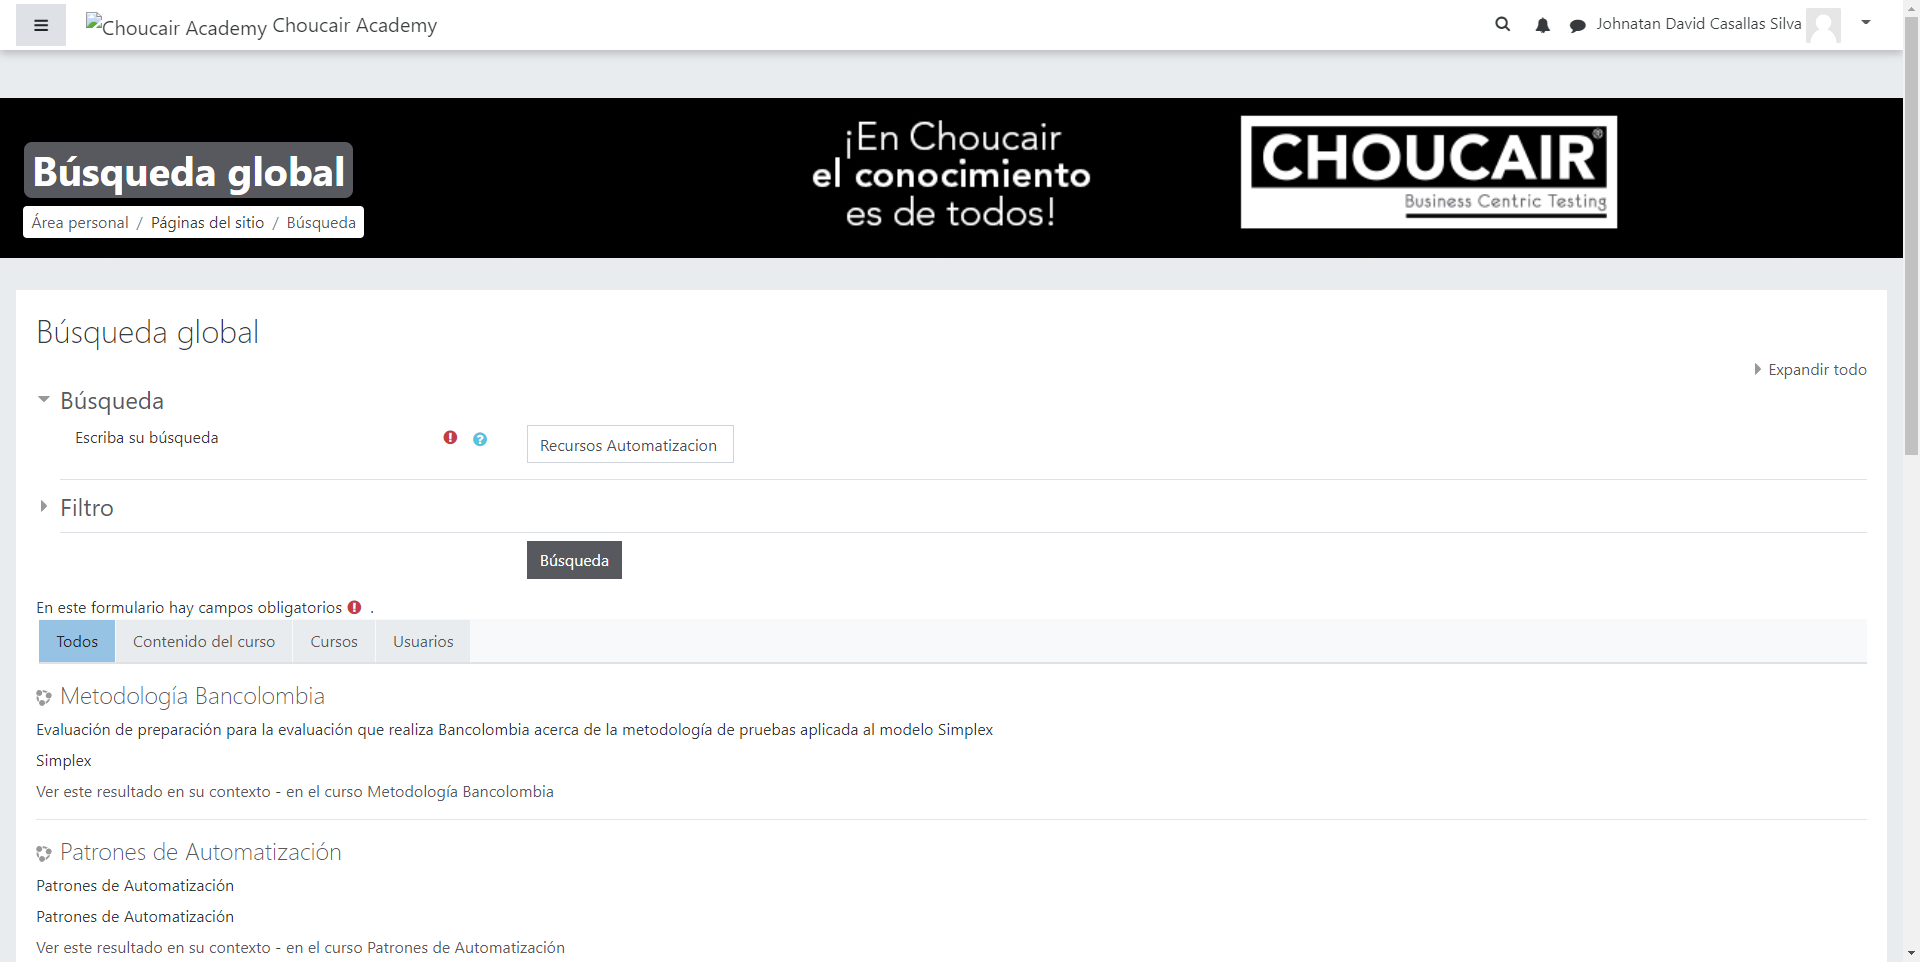 Choucair Academy Choucair Academy
Johnatan David Casallas Silva
¡En Choucair
el conocimiento
es de todos!
CHOUCAIR®
Business Centric Testing
Búsqueda global
Área personal / Páginas del sitio / Búsqueda
Búsqueda global
Expandir todo
Búsqueda
Escriba su búsqueda
Recursos Automatizacion
Filtro
Búsqueda
En este formulario hay campos obligatorios .
Todos
Contenido del curso
Cursos
Usuarios
Metodología Bancolombia
Evaluación de preparación para la evaluación que realiza Bancolombia acerca de la metodología de pruebas aplicada al modelo Simplex
Simplex
Ver este resultado en su contexto - en el curso Metodología Bancolombia
Patrones de Automatización
Patrones de Automatización
Patrones de Automatización
Ver este resultado en su contexto - en el curso Patrones de Automatización